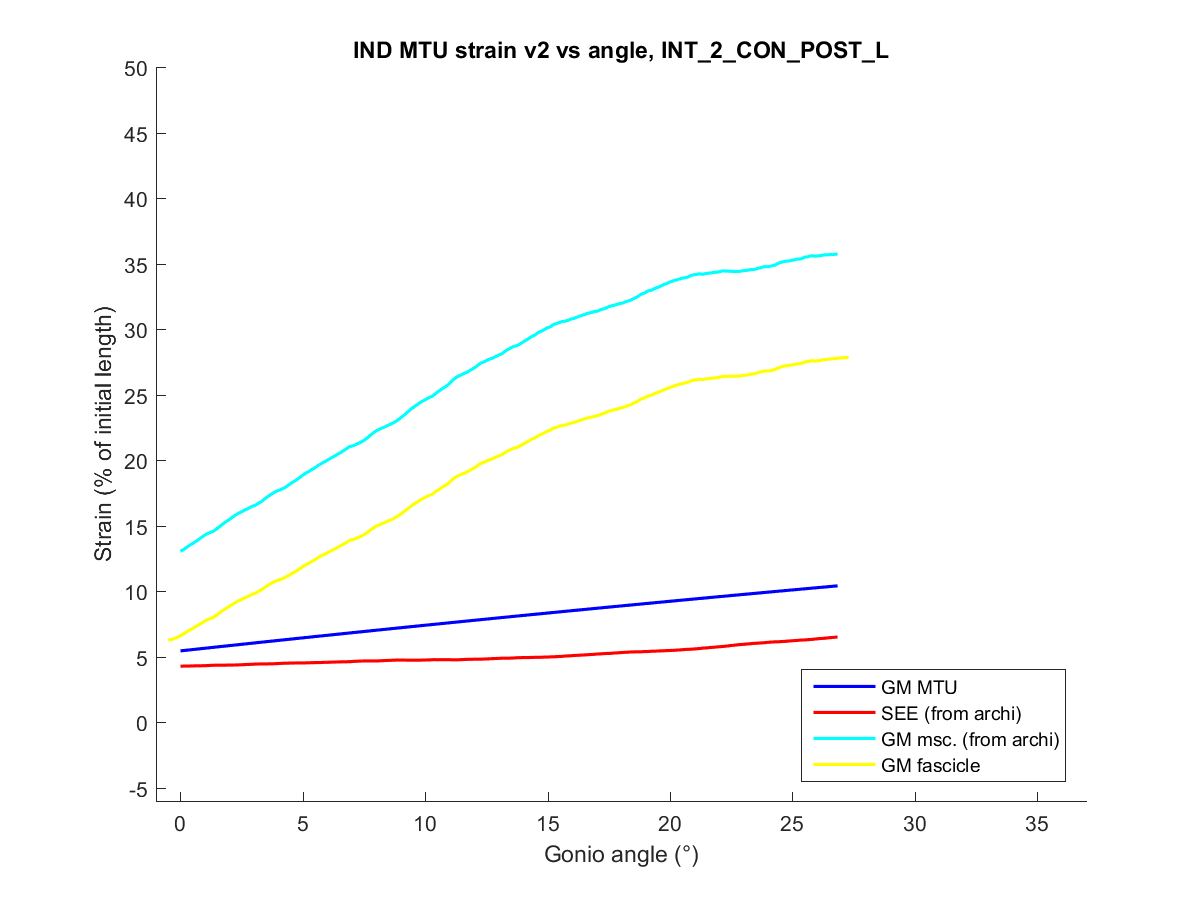 IND MTU strain v2 vs angle, INT_2_CON_POST_L
50
45
40
35
30
25
20
15
10
5
0
-5
Strain (% of initial length)
0 5 10 15 20 25 30 35
Gonio angle (°)
GM MTU
SEE (from archi)
GM msc. (from archi)
GM fascicle